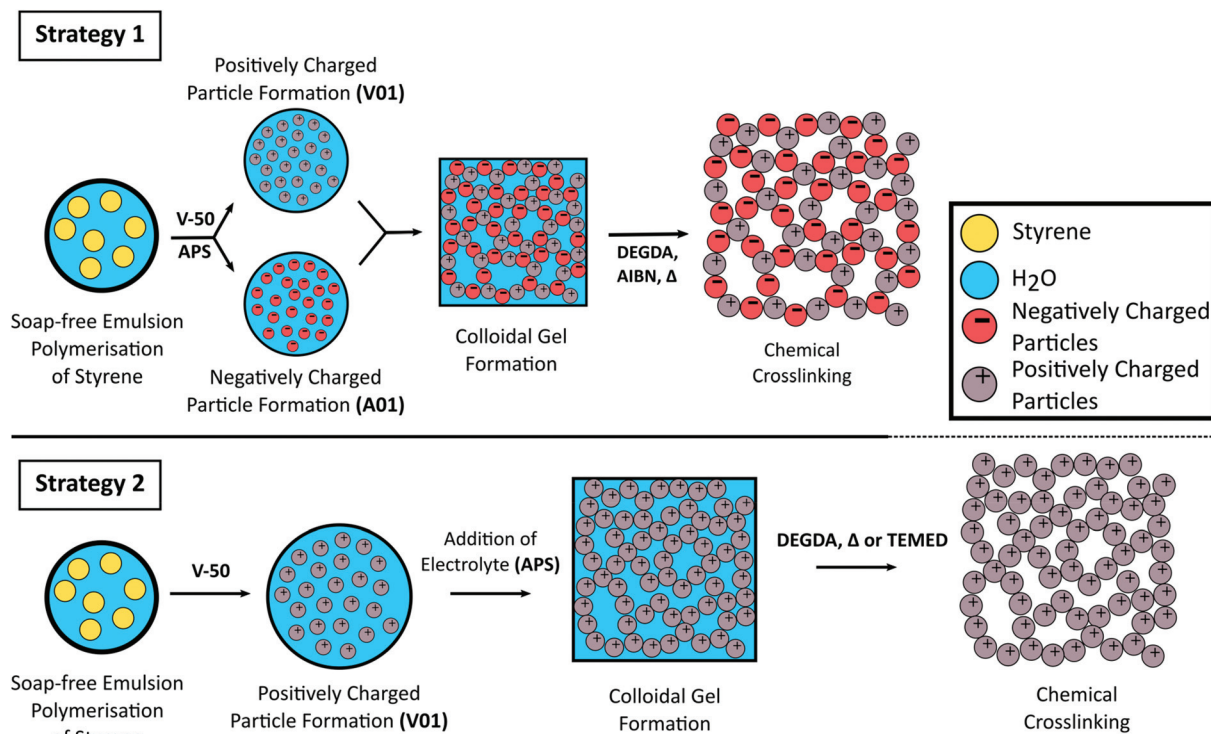 Strategy 1
Positively Charged
Particle Formation (V01)
V-50
APS
Soap-free Emulsion
Polymerisation
of Styrene
Negatively Charged
Particle Formation (A01)
Colloidal Gel
Formation
DEGDA,
AIBN, Δ
Chemical
Crosslinking
Styrene
H2O
Negatively Charged
Particles
Positively Charged
Particles
Strategy 2
V-50
Soap-free Emulsion
Polymerisation
of Styrene
Positively Charged
Particle Formation (V01)
Addition of
Electrolyte (APS)
Colloidal Gel
Formation
DEGDA, Δ or TEMED
Chemical
Crosslinking